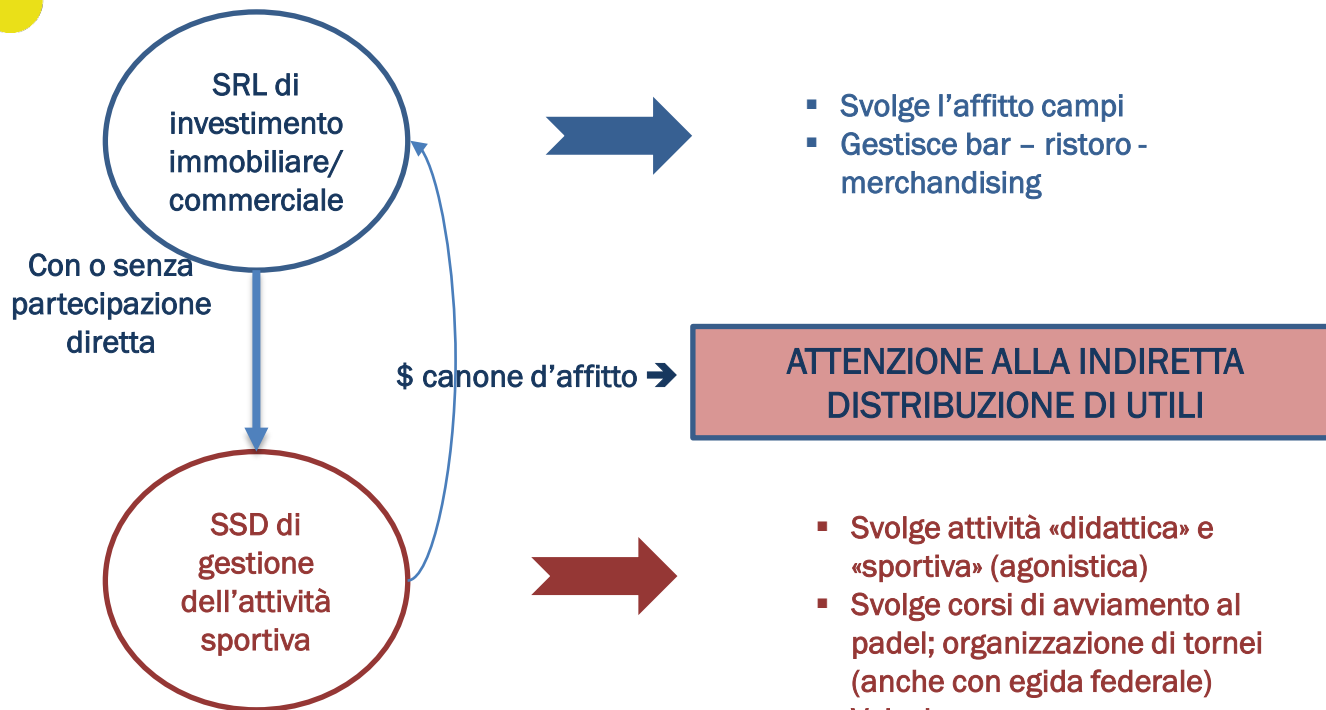 SRL di
investimento
immobiliare/
commerciale
▪ Svolge l'affitto campi
▪ Gestisce bar – ristoro -
merchandising
Con o senza
partecipazione
diretta
$ canone d'affitto ➔
ATTENZIONE ALLA INDIRETTA
DISTRIBUZIONE DI UTILI
SSD di
gestione
dell'attività
sportiva
▪ Svolge attività «didattica» e
«sportiva» (agonistica)
▪ Svolge corsi di avviamento al
padel; organizzazione di tornei
(anche con egida federale)